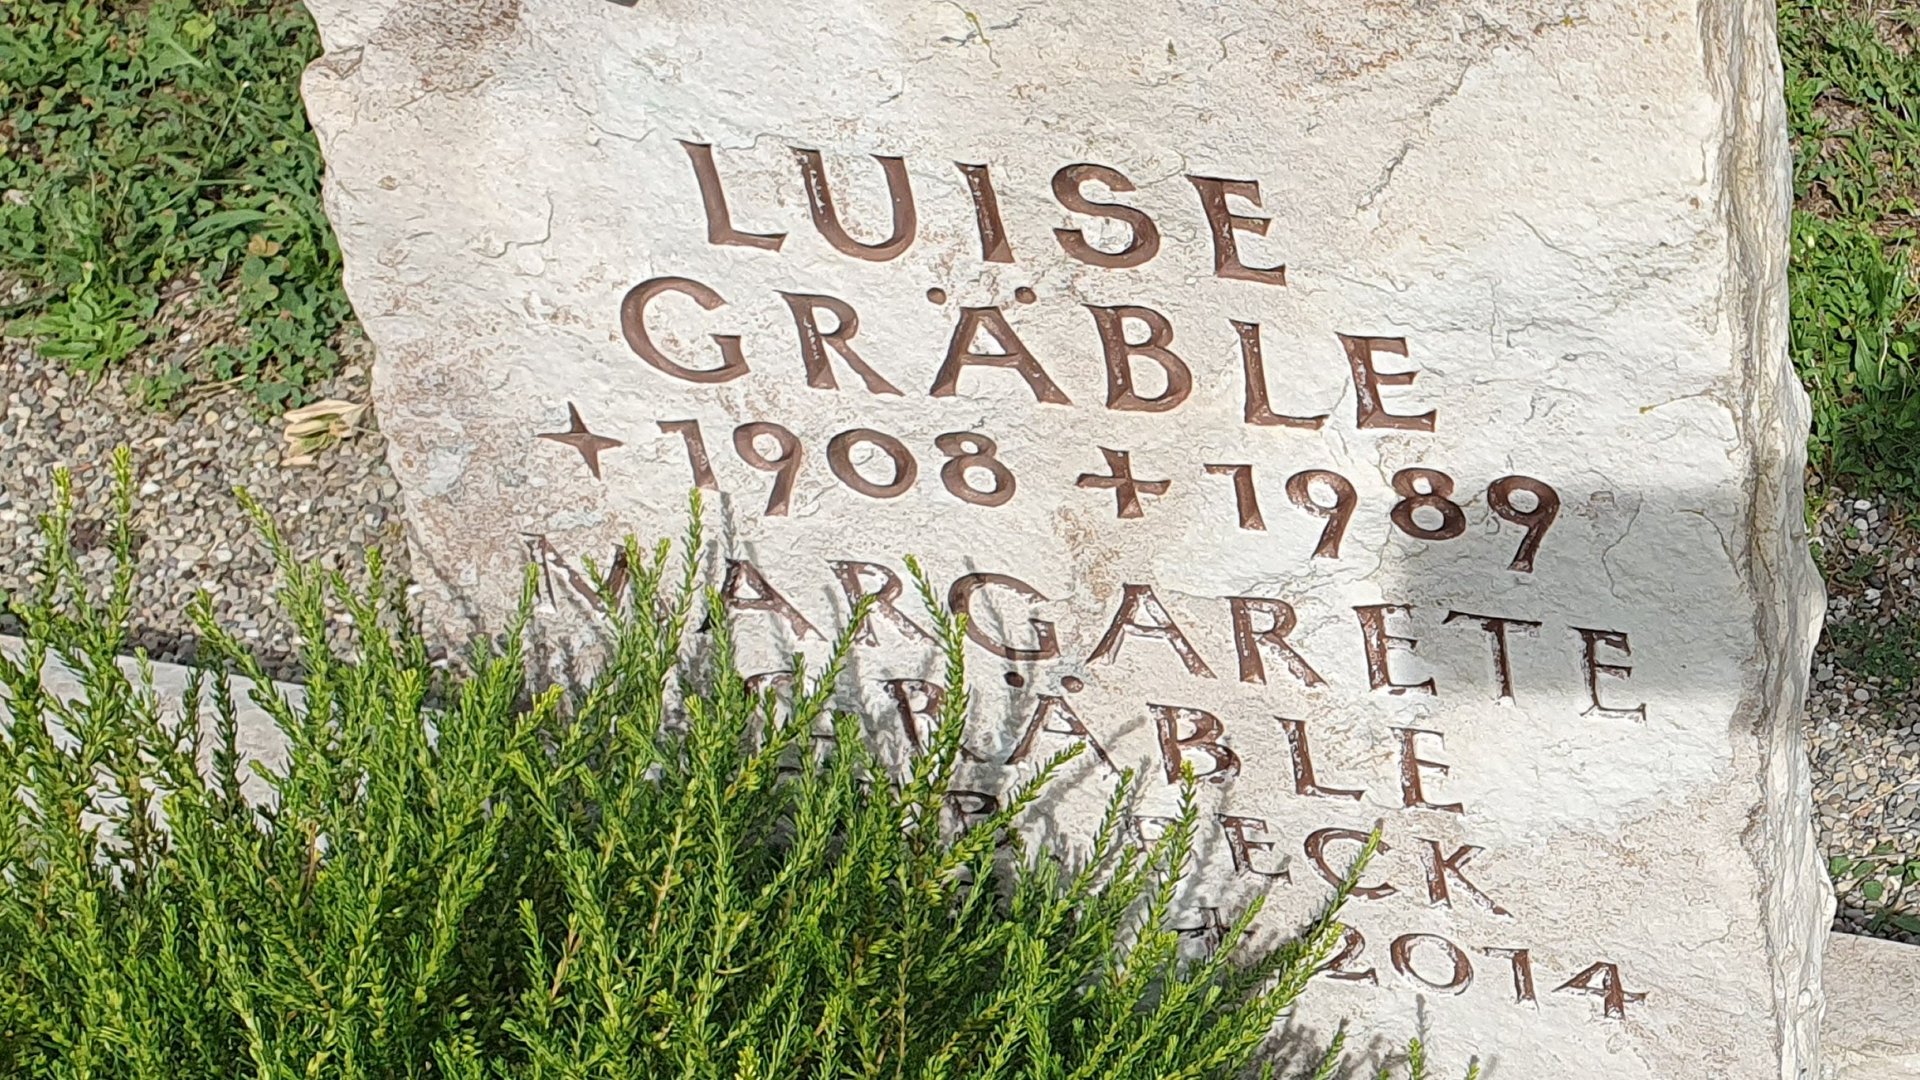 LUISE
GRÄBLE
1908 + 1989
MARGARETE
GRÄBLE
2014